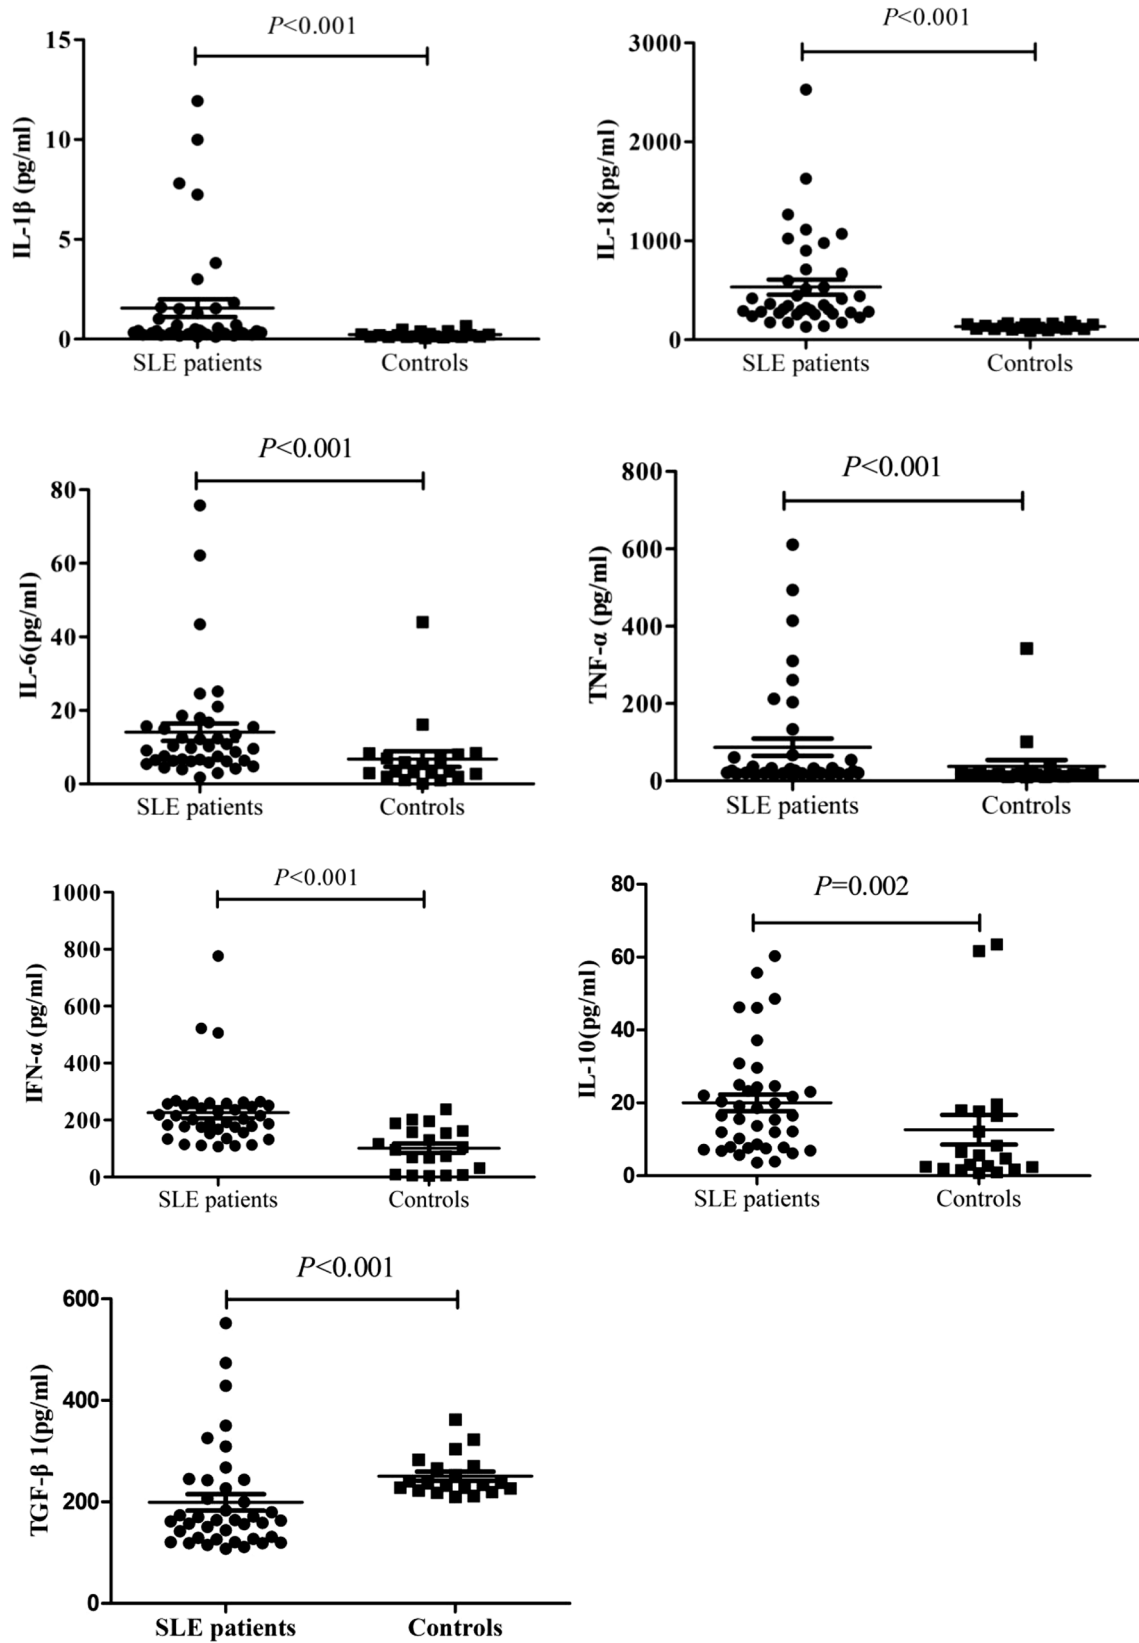 P<0.001
IL-1β (pg/ml)
15
10
5
0
SLE patients
Controls
P<0.001
IL-18(pg/ml)
3000
2000
1000
0
SLE patients
Controls
P<0.001
IL-6(pg/ml)
80
60
40
20
0
SLE patients
Controls
P<0.001
TNF-α (pg/ml)
800
600
400
200
0
SLE patients
Controls
P<0.001
IFN-α (pg/ml)
1000
800
600
400
200
0
SLE patients
Controls
P=0.002
IL-10(pg/ml)
80
60
40
20
0
SLE patients
Controls
P<0.001
TGF-β 1(pg/ml)
600
400
200
0
SLE patients
Controls